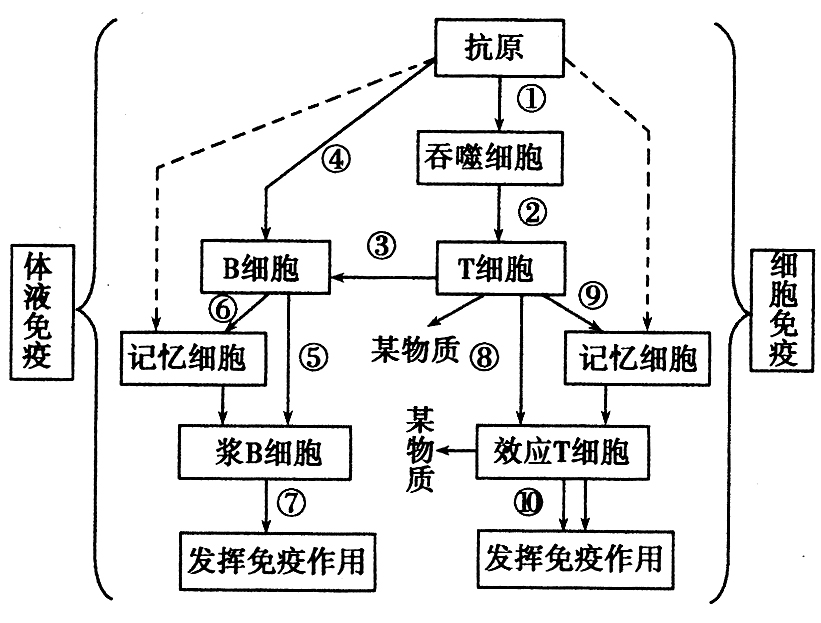 抗原
①
吞噬细胞
④
②
③
B细胞
T细胞
体液免疫
细胞免疫
⑥
⑨
某物质
⑧
⑤
记忆细胞
记忆细胞
某物质
浆B细胞
效应T细胞
⑦
⑩
发挥免疫作用
发挥免疫作用